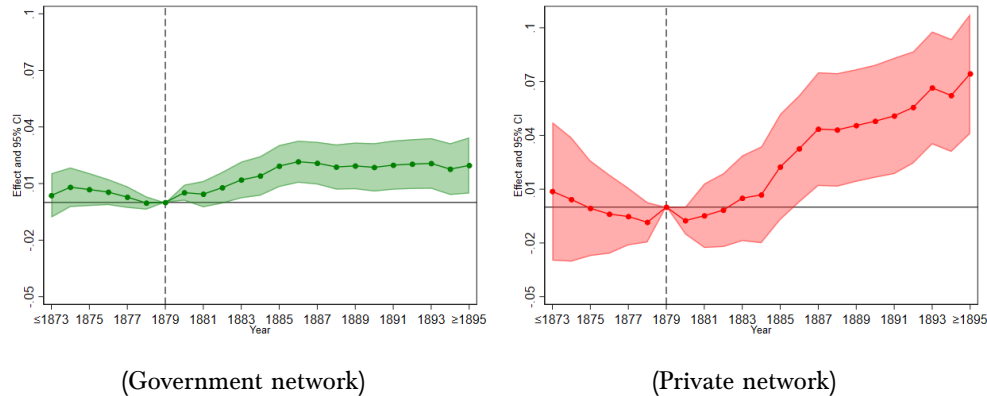 Effect and 95% CI
.1
.07
.04
.01
-.02
-.05
≤1873 1875 1877 1879 1881 1883 1885 1887 1889 1891 1893 ≥1895
Year
(Government network)
Effect and 95% CI
.1
.07
.04
.01
-.02
-.05
≤1873 1875 1877 1879 1881 1883 1885 1887 1889 1891 1893 ≥1895
Year
(Private network)